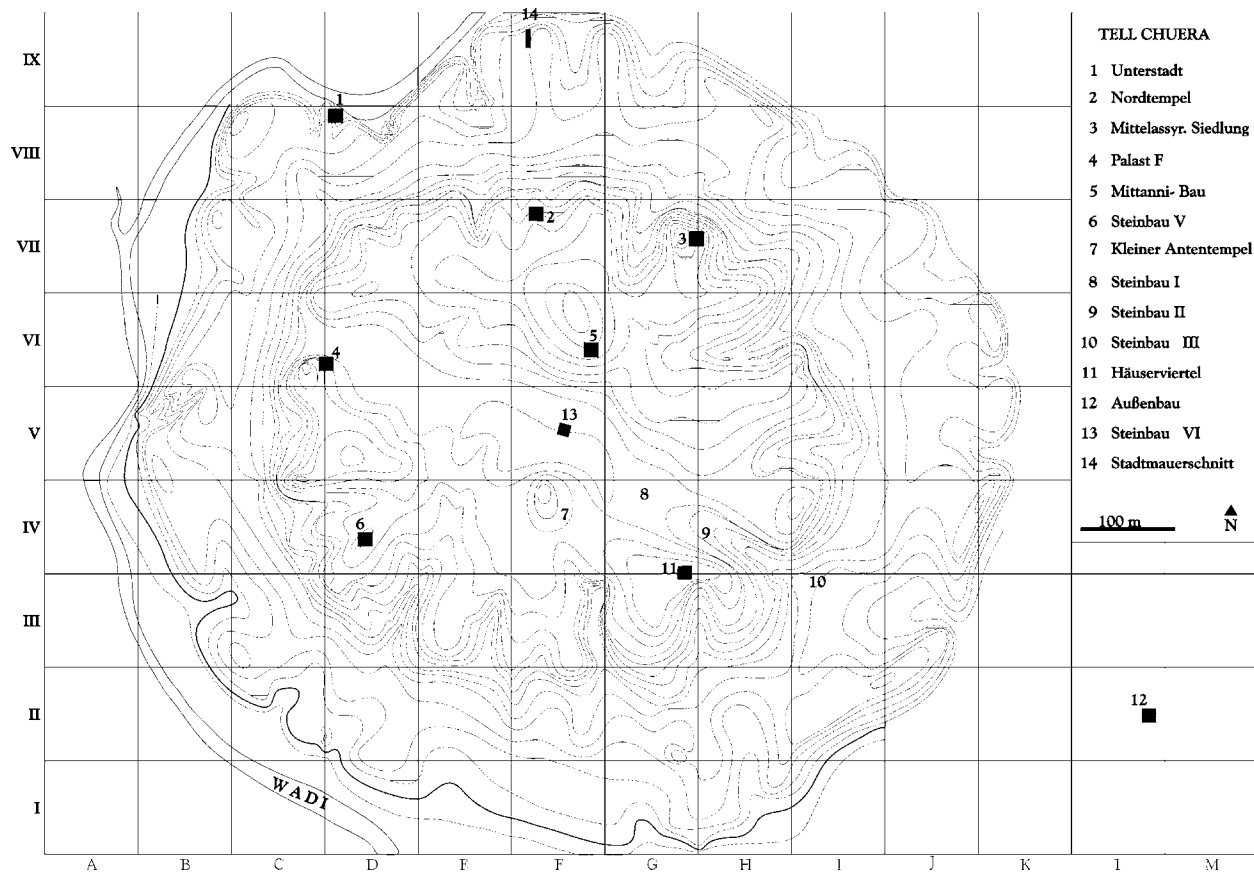 14
TELL CHUERA
1 Unterstadt
2 Nordtempel
3 Mittelassyr. Siedlung
4 Palast F
5 Mittanni- Bau
6 Steinbau V
7 Kleiner Antentempel
8 Steinbau I
9 Steinbau II
10 Steinbau III
11 Häuserviertel
12 Außenbau
13 Steinbau VI
14 Stadtmauerschnitt
100 m
N
IX
1
VIII
2
VII
3
VI
5
4
V
13
8
IV
6
7
9
11
10
III
II
12
I
WADI
A B C D E F G H I J K L M